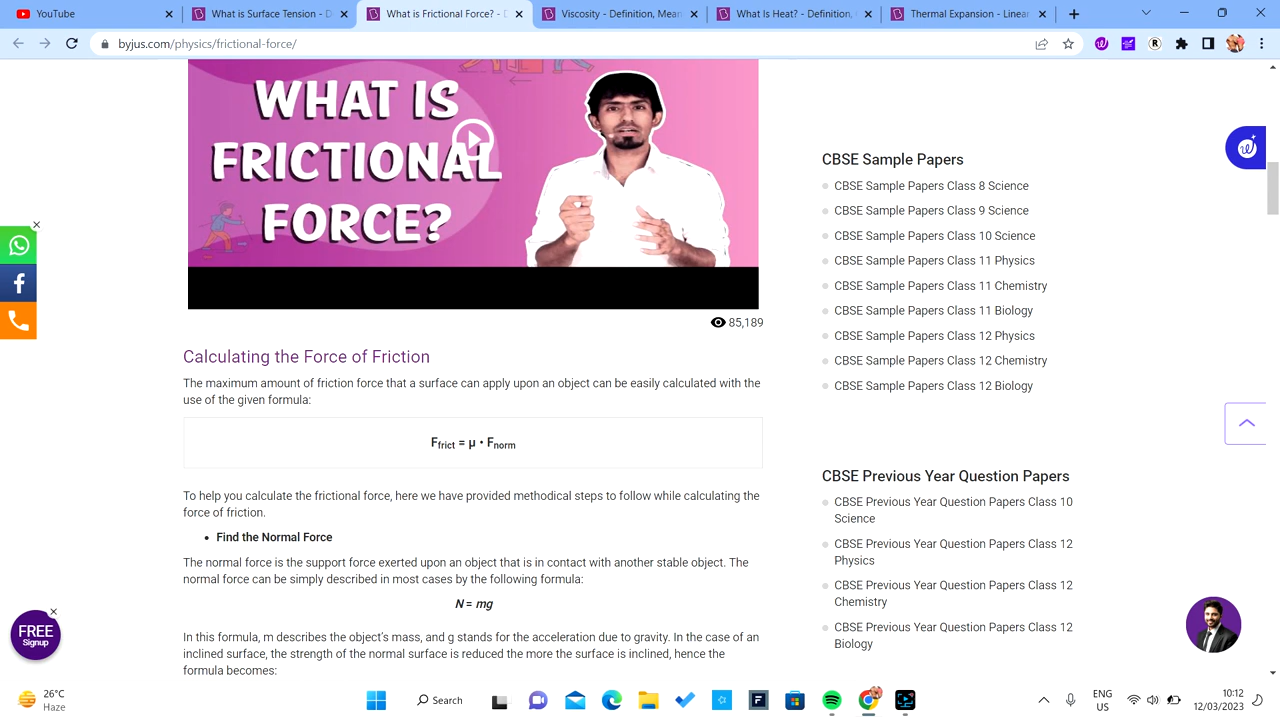 YouTube
Surface Tension - D
Friction Force? - D
Viscosity - Definition, Mean
What is Heat - Definition,
Thermal Expansion - Linear
byjus.com/physics/frictional-force/
WHAT IS
FRICTIONAL
FORCE?
85,189
Calculating the Force of Friction
The maximum amount of friction force that a surface can apply upon an object can be easily calculated with the
use of the given formula:
Ffrict = μ • Fnorm
To help you calculate the frictional force, here we have provided methodical steps to follow while calculating the
force of friction.
• Find the Normal Force
The normal force is the support force exerted upon an object that is in contact with another stable object. The
normal force can be simply described in most cases by the following formula:
N = mg
In this formula, m describes the object's mass, and g stands for the acceleration due to gravity. In the case of an
inclined surface, the strength of the normal surface is reduced the more the surface is inclined, hence the
formula becomes:
CBSE Sample Papers
CBSE Sample Papers Class 8 Science
CBSE Sample Papers Class 9 Science
CBSE Sample Papers Class 10 Science
CBSE Sample Papers Class 11 Physics
CBSE Sample Papers Class 11 Chemistry
CBSE Sample Papers Class 11 Biology
CBSE Sample Papers Class 12 Physics
CBSE Sample Papers Class 12 Chemistry
CBSE Sample Papers Class 12 Biology
CBSE Previous Year Question Papers
CBSE Previous Year Question Papers Class 10
Science
CBSE Previous Year Question Papers Class 12
Physics
CBSE Previous Year Question Papers Class 12
Chemistry
CBSE Previous Year Question Papers Class 12
Biology
FREE
Signup
26°C
Haz
Search
ENG
US
10:12
12/03/2023